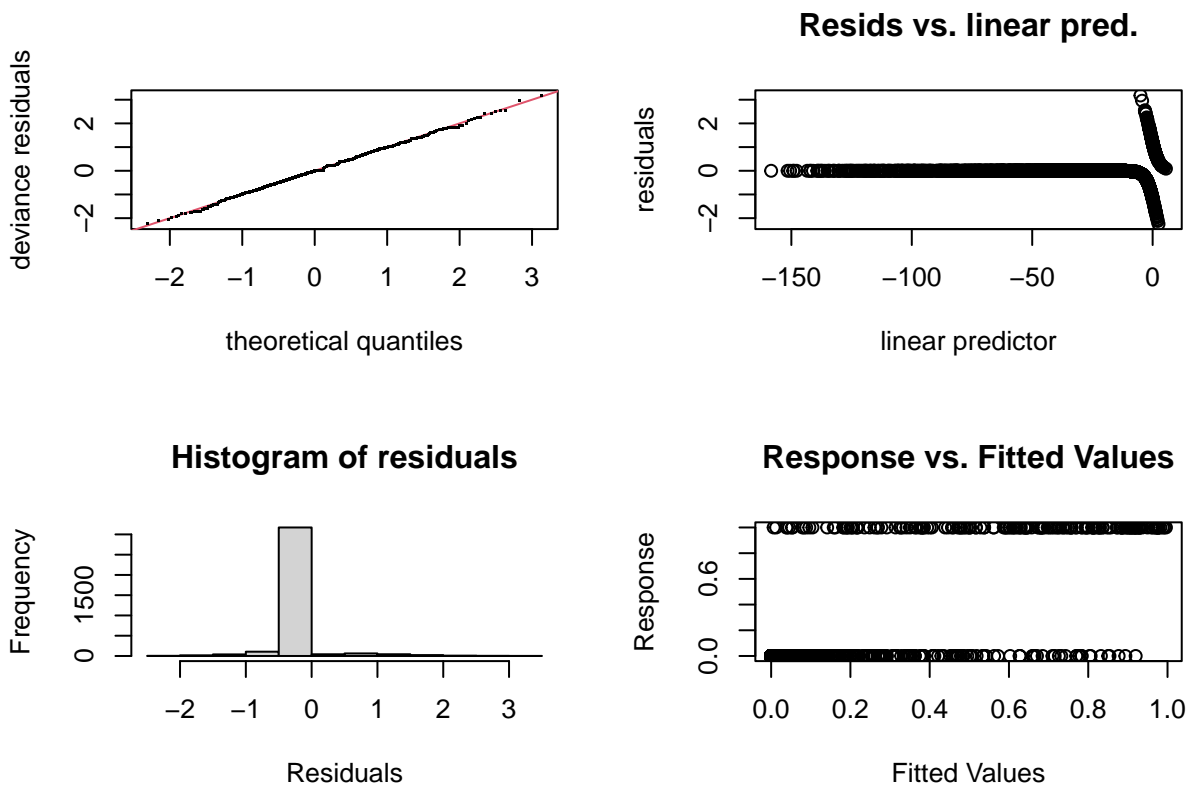 deviance residuals
2
0
−2
−2 −1 0 1 2 3
theoretical quantiles
Resids vs. linear pred.
residuals
2
0
−2
−150 −100 −50 0
linear predictor
Histogram of residuals
Frequency
1500
0
−2 −1 0 1 2 3
Residuals
Response vs. Fitted Values
Response
0.6
0.0
0.0 0.2 0.4 0.6 0.8 1.0
Fitted Values